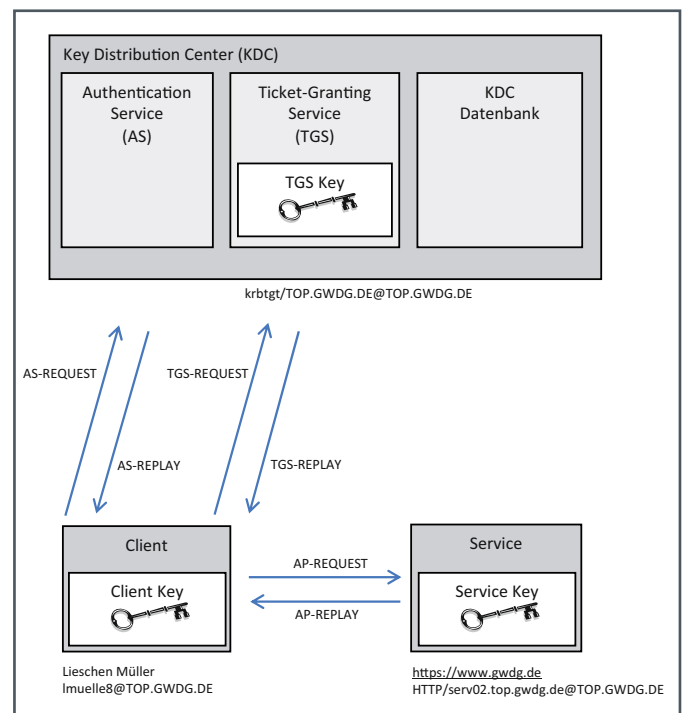 Key Distribution Center (KDC)
Authentication
Service
(AS)
Ticket-Granting
Service
(TGS)
TGS Key
KDC
Datenbank
krbtgt/TOP.GWDG.DE@TOP.GWDG.DE
AS-REQUEST
TGS-REQUEST
AS-REPLAY
TGS-REPLAY
Client
Client Key
AP-REQUEST
AP-REPLAY
Service
Service Key
Lieschen Müller
lmuelle8@TOP.GWDG.DE
https://www.gwdg.de
HTTP/serv02.top.gwdg.de@TOP.GWDG.DE